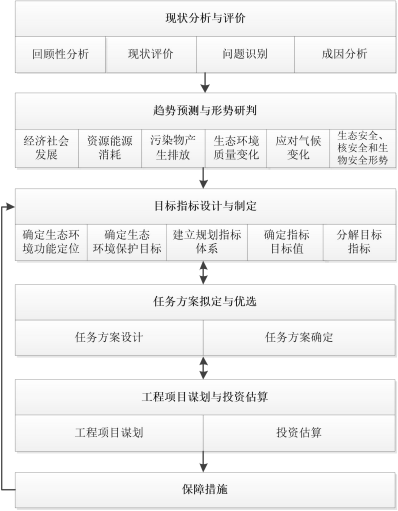 现状分析与评价
回顾性分析
现状评价
问题识别
成因分析
趋势预测与形势研判
经济社会
发展
资源能源
消耗
污染物产
生排放
生态环境
质量变化
应对气候
变化
生态安全、
核安全和生
物安全形势
目标指标设计与制定
确定生态环
境功能定位
确定生态
环境保护目标
建立规划指标
体系
确定指标
目标值
分解目标
指标
任务方案拟定与优选
任务方案设计
任务方案确定
工程项目谋划与投资估算
工程项目谋划
投资估算
保障措施